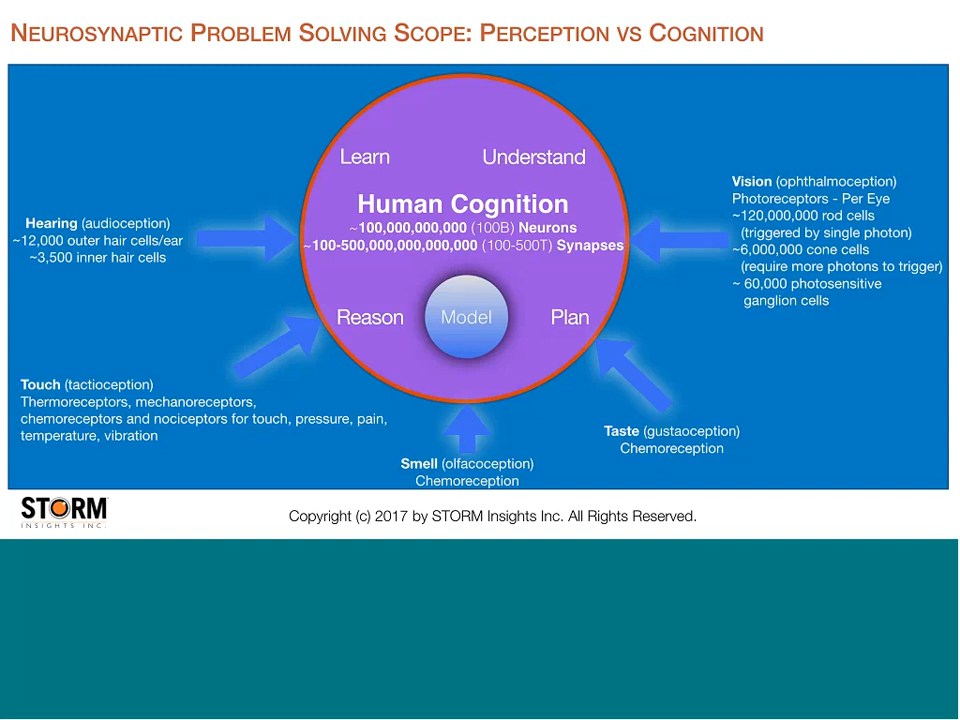 NEUROSYNAPTIC PROBLEM SOLVING SCOPE: PERCEPTION VS COGNITION
Learn
Understand
Human Cognition
~100,000,000,000 (100B) Neurons
~100-500,000,000,000,000 (100-500T) Synapses
Reason
Model
Plan
Hearing (audioception)
~12,000 outer hair cells/ear
~3,500 inner hair cells
Vision (ophthalmoception)
Photoreceptors - Per Eye
~120,000,000 rod cells
(triggered by single photon)
~6,000,000 cone cells
(require more photons to trigger)
~ 60,000 photosensitive
ganglion cells
Touch (tactioception)
Thermoreceptors, mechanoreceptors,
chemoreceptors and nociceptors for touch, pressure, pain,
temperature, vibration
Smell (olfacoception)
Chemoreception
Taste (gustaoception)
Chemoreception
STORM
INSIGHTS INC.
Copyright (c) 2017 by STORM Insights Inc. All Rights Reserved.